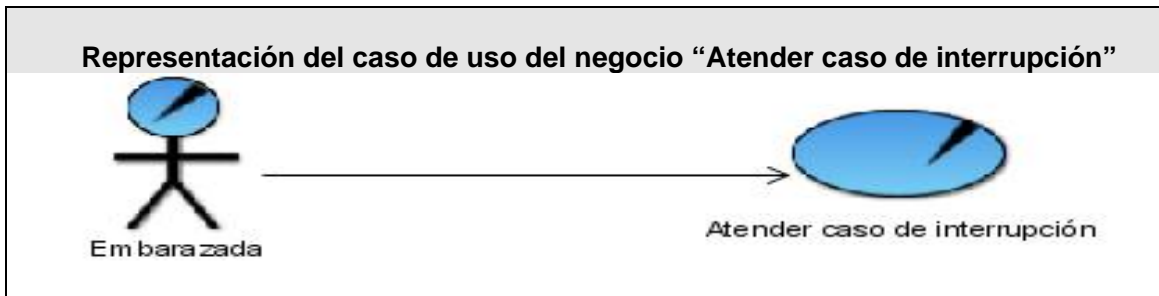 Representación del caso de uso del negocio “Atender caso de interrupción”
Embarazada
Atender caso de interrupción